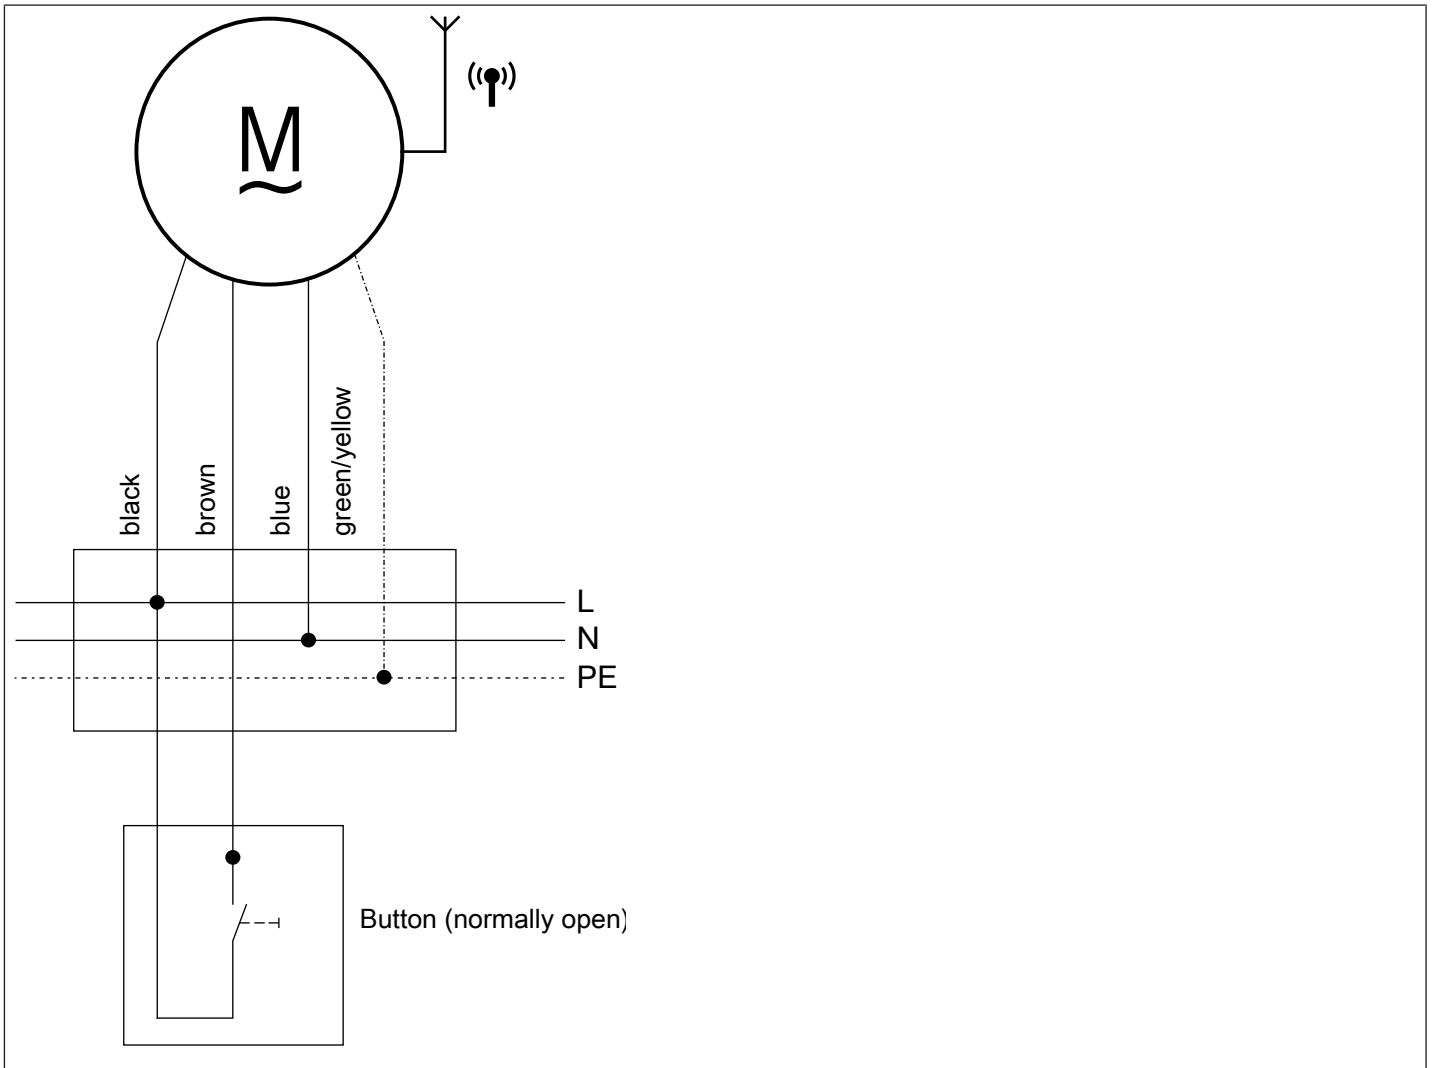 M
black
brown
blue
green/yellow
L
N
PE
Button (normally open)